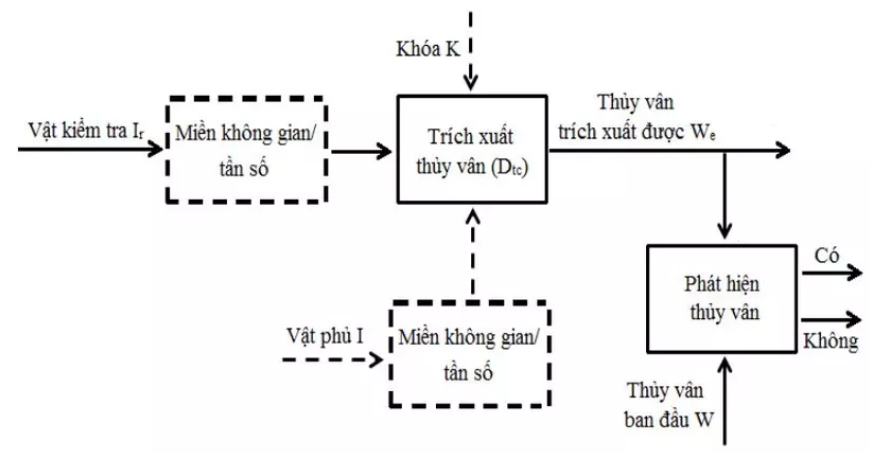 Khóa K
Vật kiểm tra Iᵣ
Miền không gian/
tần số
Trích xuất
thủy vân (Dtc)
Thủy vân
trích xuất được Wₑ
Vật phủ I
Miền không gian/
tần số
Phát hiện
thủy vân
Có
Không
Thủy vân
ban đầu W